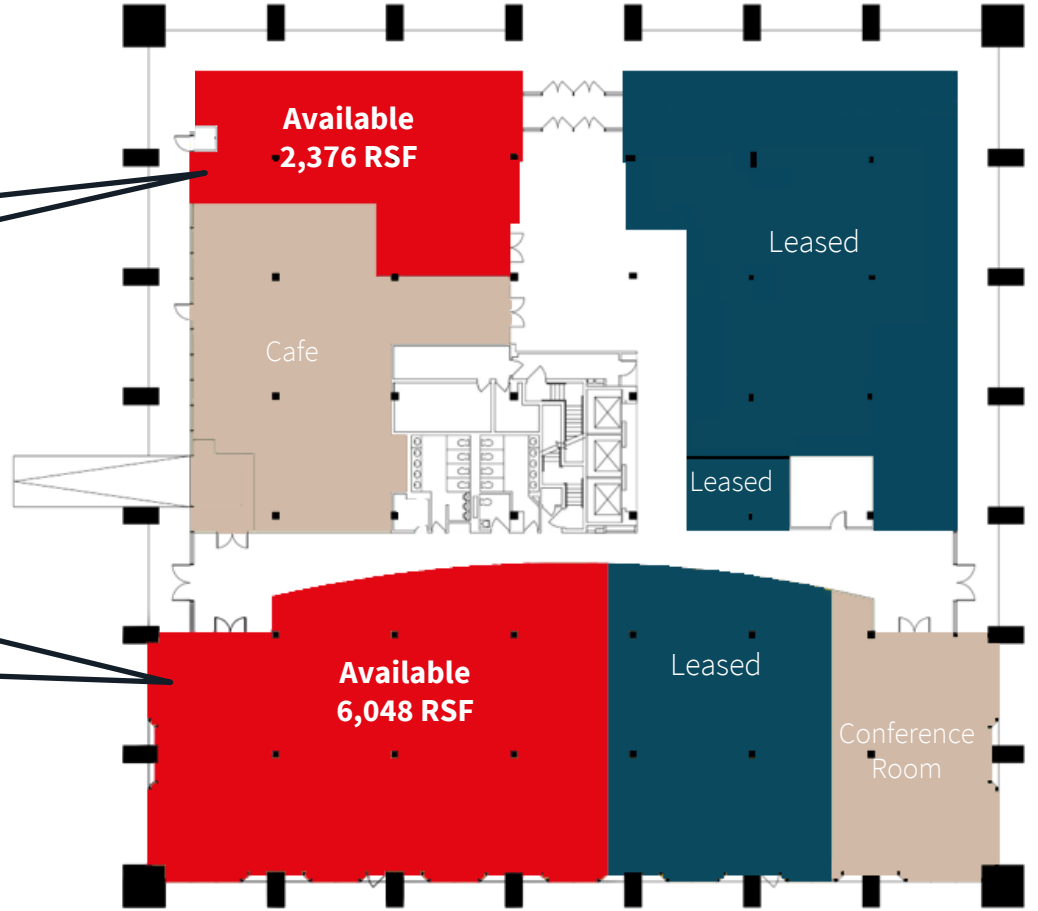 Available
2,376 RSF
Leased
Cafe
Leased
Available
6,048 RSF
Leased
Conference
Room